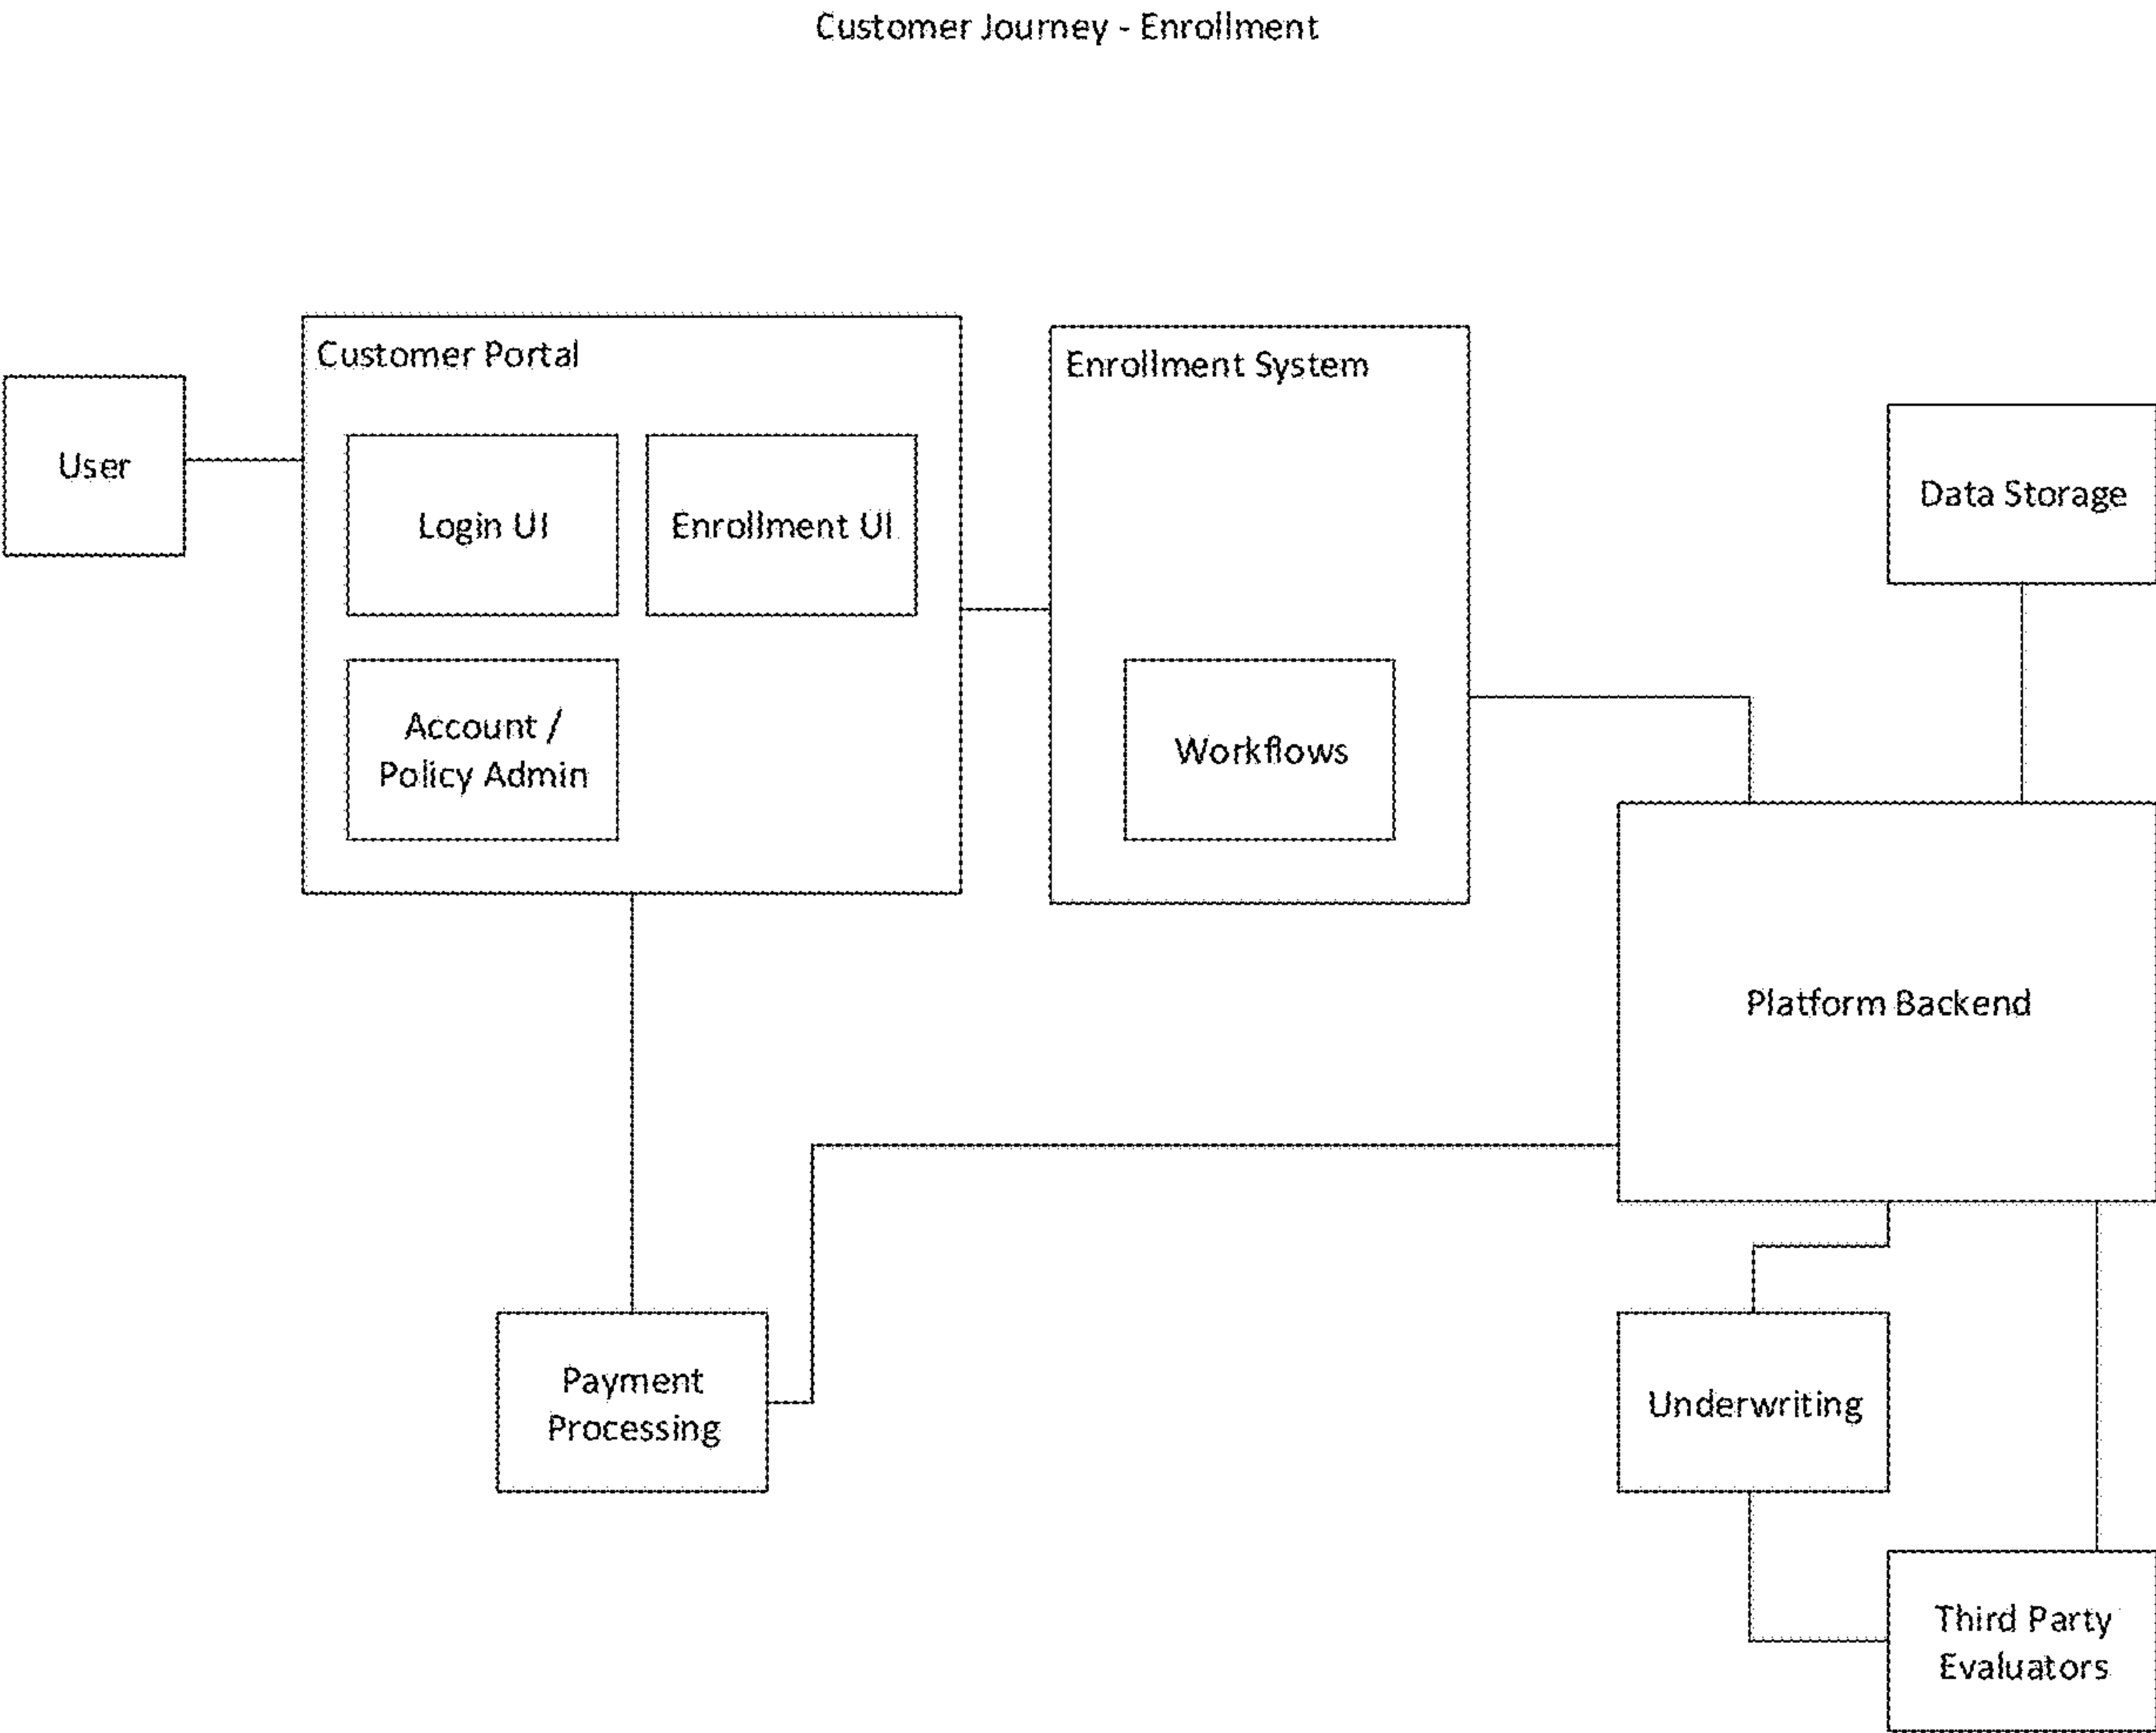 Customer Journey - Enrollment
Customer Portal
Enrollment System
User
Login UI
Enrollment UI
Data Storage
Account /
Policy Admin
Workflows
Platform Backend
Payment
Processing
Underwriting
Third Party
Evaluators